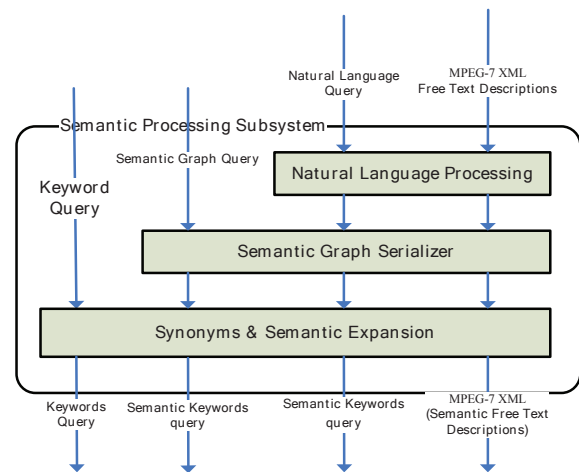 Natural Language
Query
MPEG-7 XML
Free Text Descriptions
Semantic Processing Subsystem
Semantic Graph Query
Keyword
Query
Natural Language Processing
Semantic Graph Serializer
Synonyms & Semantic Expansion
Keywords
Query
Semantic Keywords
query
Semantic Keywords
query
MPEG-7 XML
(Semantic Free Text
Descriptions)